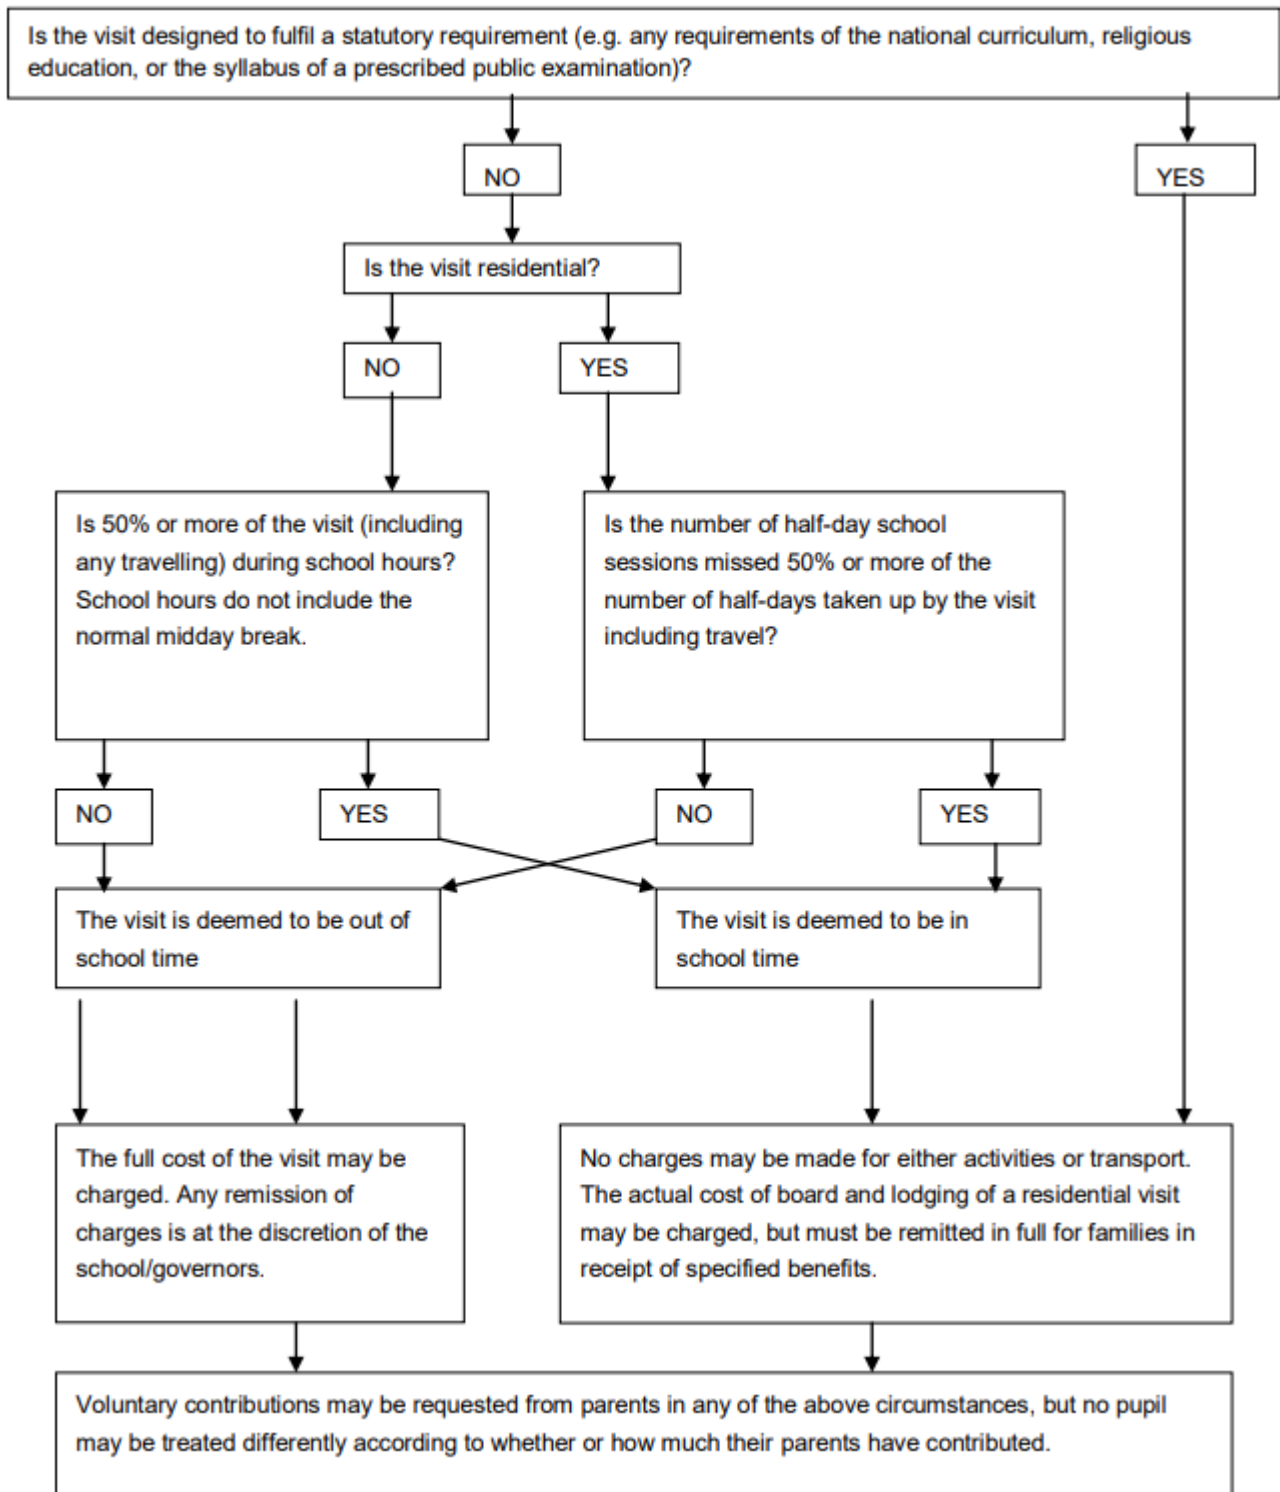 Is the visit designed to fulfil a statutory requirement (e.g. any requirements of the national curriculum, religious
education, or the syllabus of a prescribed public examination)?
NO
YES
Is the visit residential?
NO
YES
Is 50% or more of the visit (including
any travelling) during school hours?
School hours do not include the
normal midday break.
Is the number of half-day school
sessions missed 50% or more of the
number of half-days taken up by the visit
including travel?
NO
YES
NO
YES
The visit is deemed to be out of
school time
The visit is deemed to be in
school time
The full cost of the visit may be
charged. Any remission of
charges is at the discretion of the
school/governors.
No charges may be made for either activities or transport.
The actual cost of board and lodging of a residential visit
may be charged, but must be remitted in full for families in
receipt of specified benefits.
Voluntary contributions may be requested from parents in any of the above circumstances, but no pupil
may be treated differently according to whether or how much their parents have contributed.